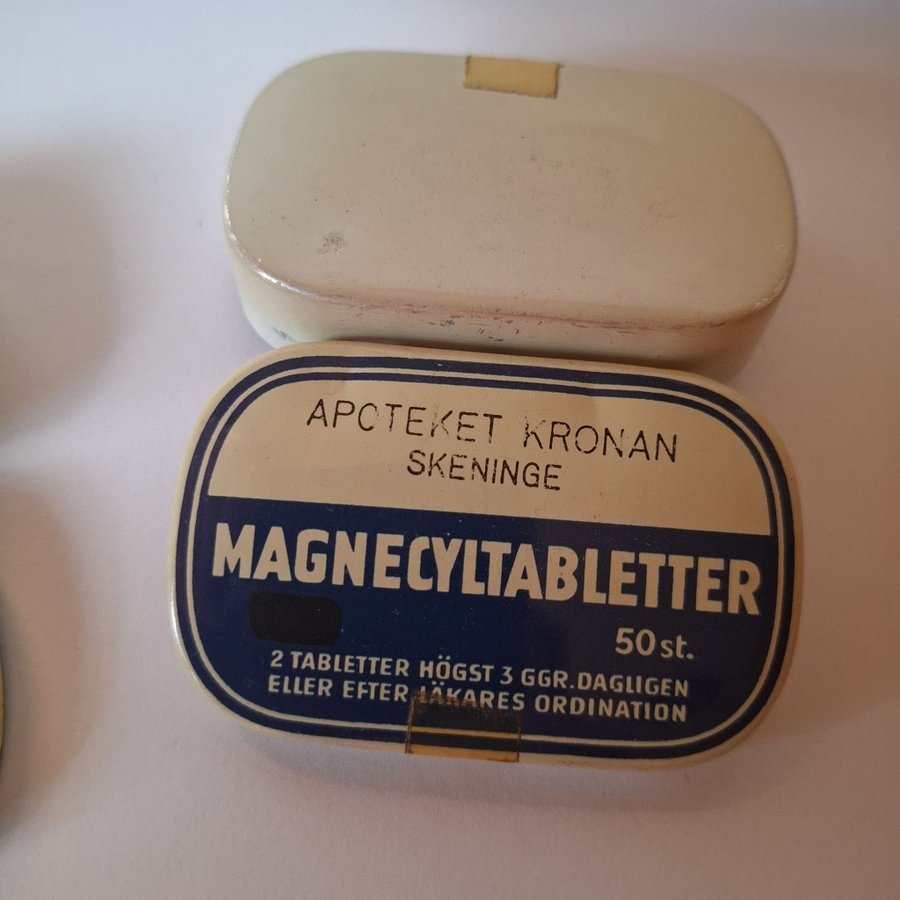 APOTEKET KRONAN
SKENINGE
MAGNECYLTABLETTER
50 st.
2 TABLETTER HÖGST 3 GGR. DAGLIGEN
ELLER EFTER LÄKARES ORDINATION